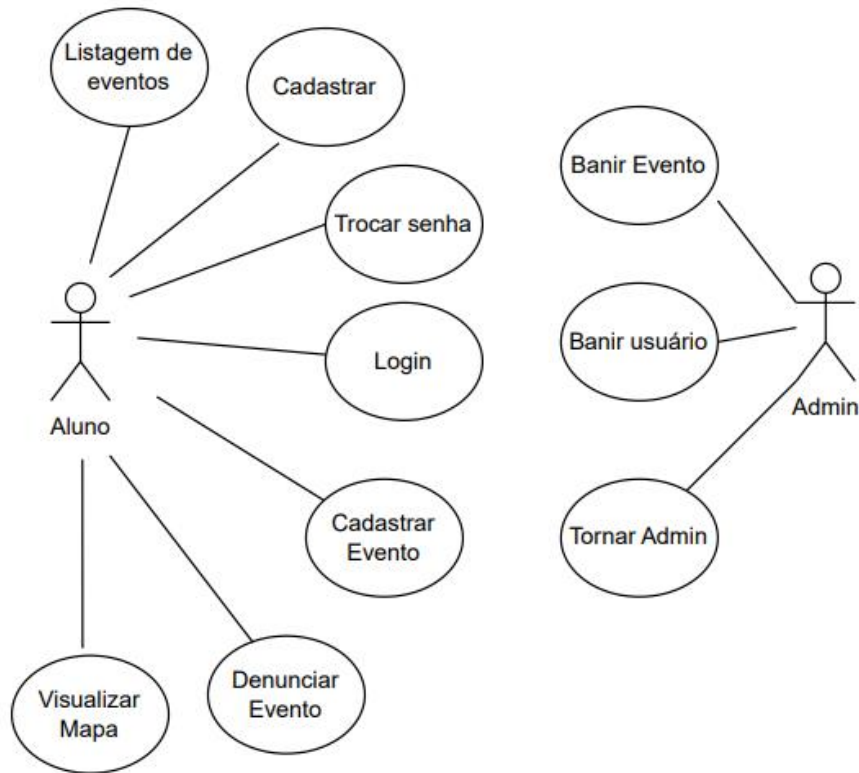 Listagem de
eventos
Cadastrar
Banir Evento
Trocar senha
Banir usuário
Login
Aluno
Admin
Cadastrar
Evento
Tornar Admin
Denunciar
Evento
Visualizar
Mapa